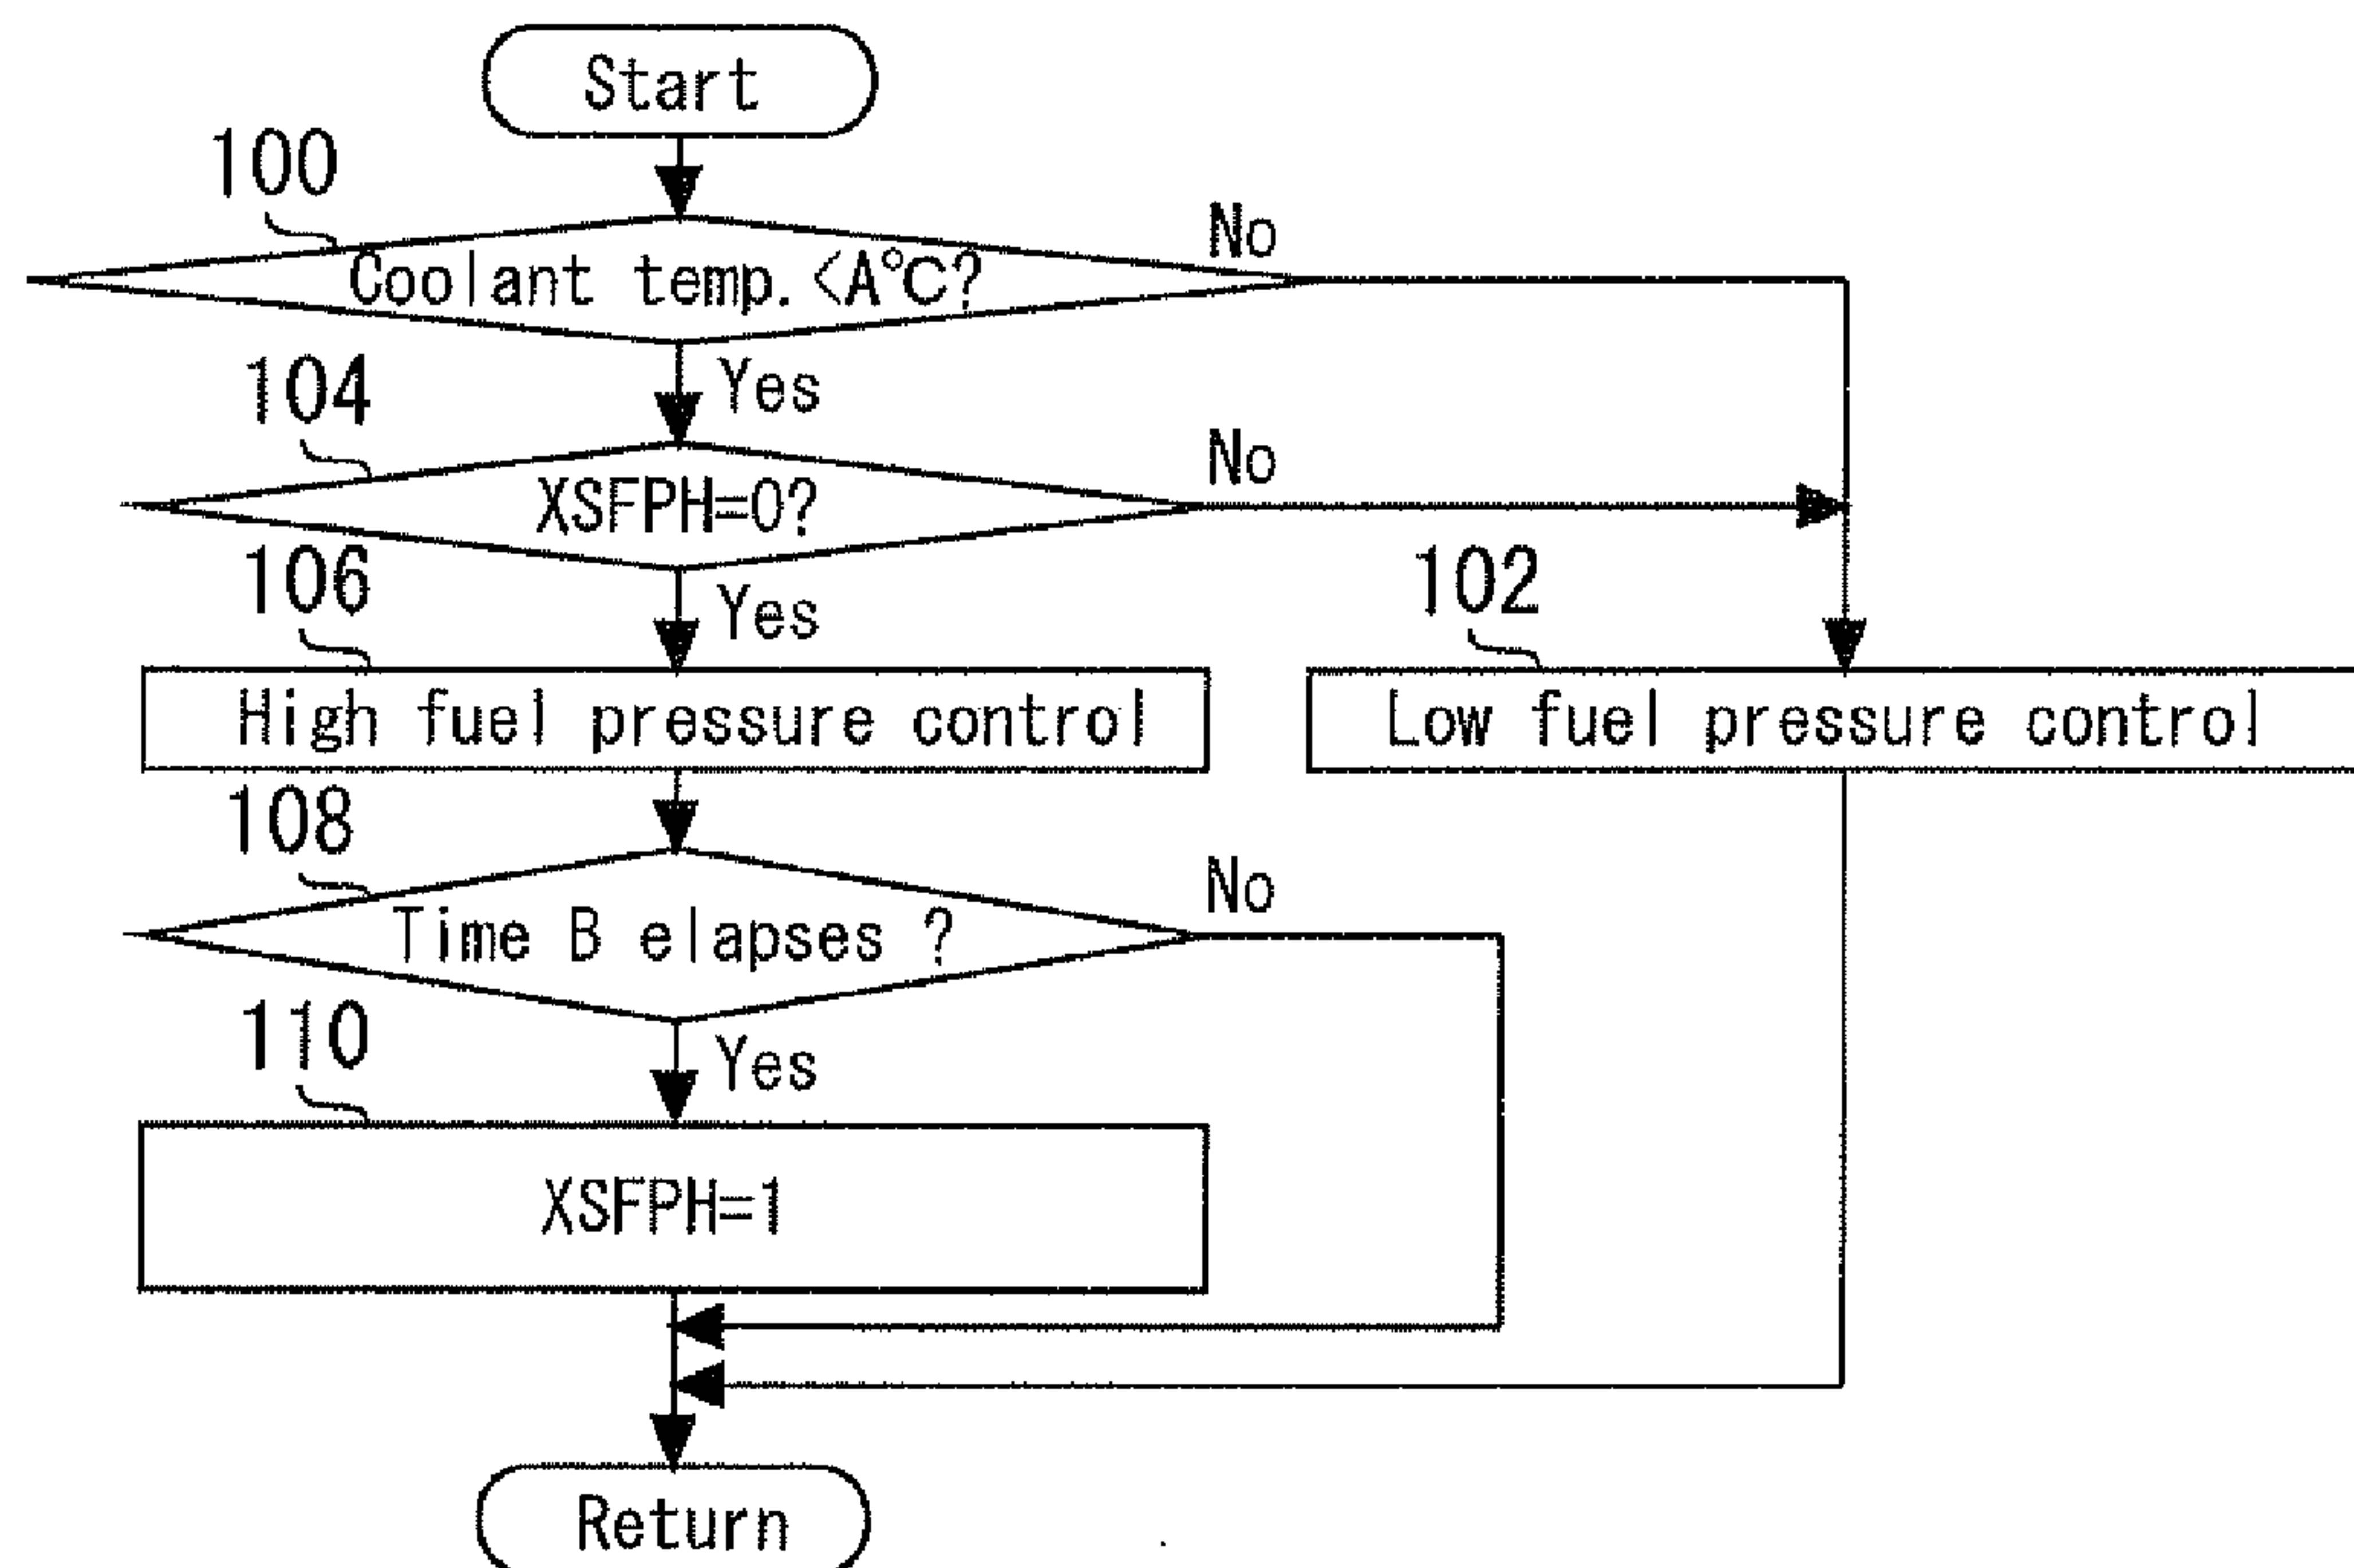 Start
100
Coolant temp.<A℃?
No
Yes
104
XSFPH=0?
No
Yes
106
High fuel pressure control
102
Low fuel pressure control
108
Time B elapses ?
No
Yes
110
XSFPH=1
Return